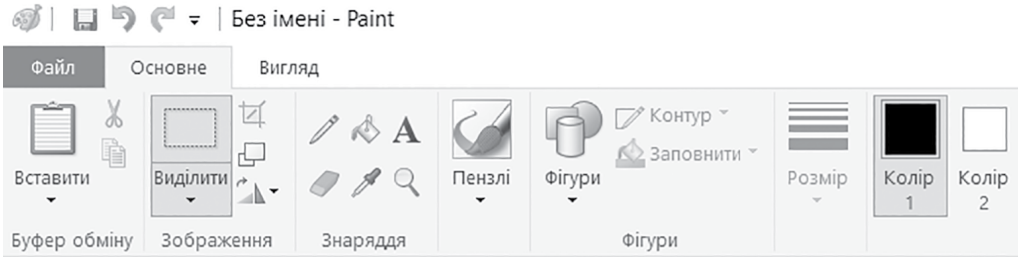 Без імені - Paint
Файл Основне Вигляд
Контур
Заповнити
Вставити Виділити Пензлі Фігури Розмір Колір 1 Колір 2
Буфер обміну Зображення Знаряддя Фігури